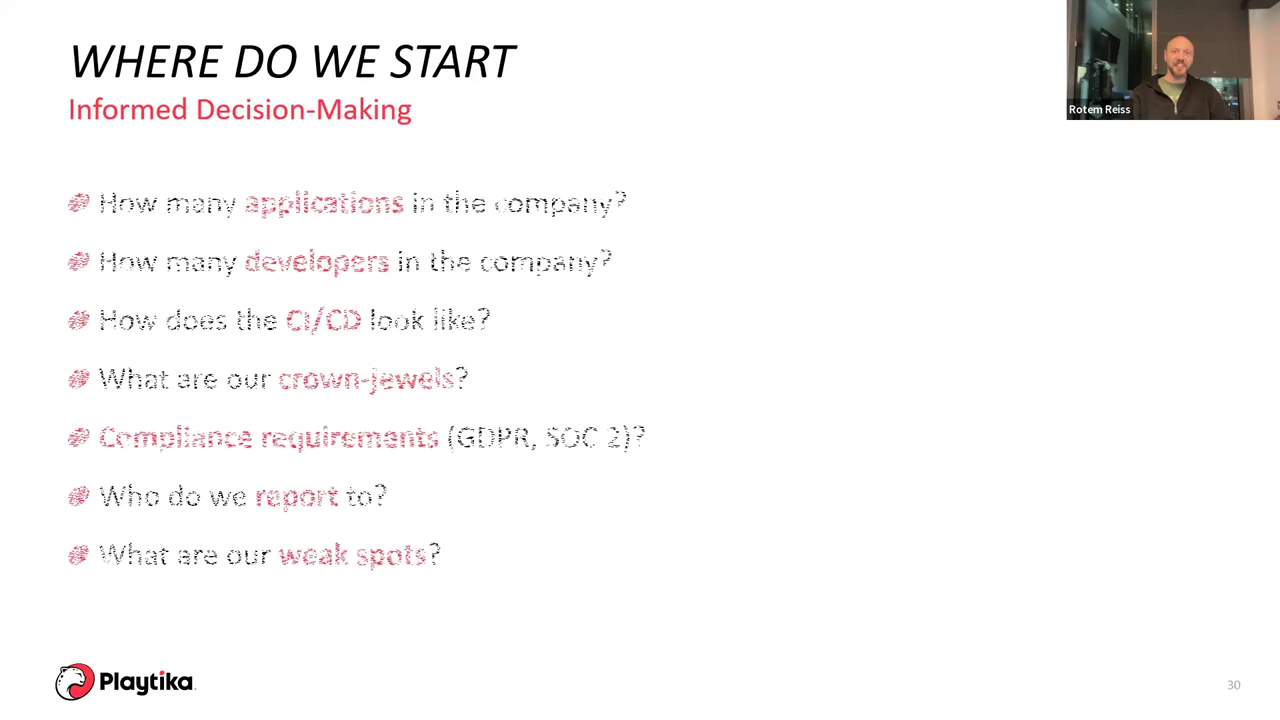 WHERE DO WE START
Informed Decision-Making
Rotem Reiss
How many applications in the company?
How many developers in the company?
How does the CI/CD look like?
What are our crown-jewels?
Compliance requirements (GDPR, SOC 2)?
Who do we report to?
What are our weak spots?
Playtika
30